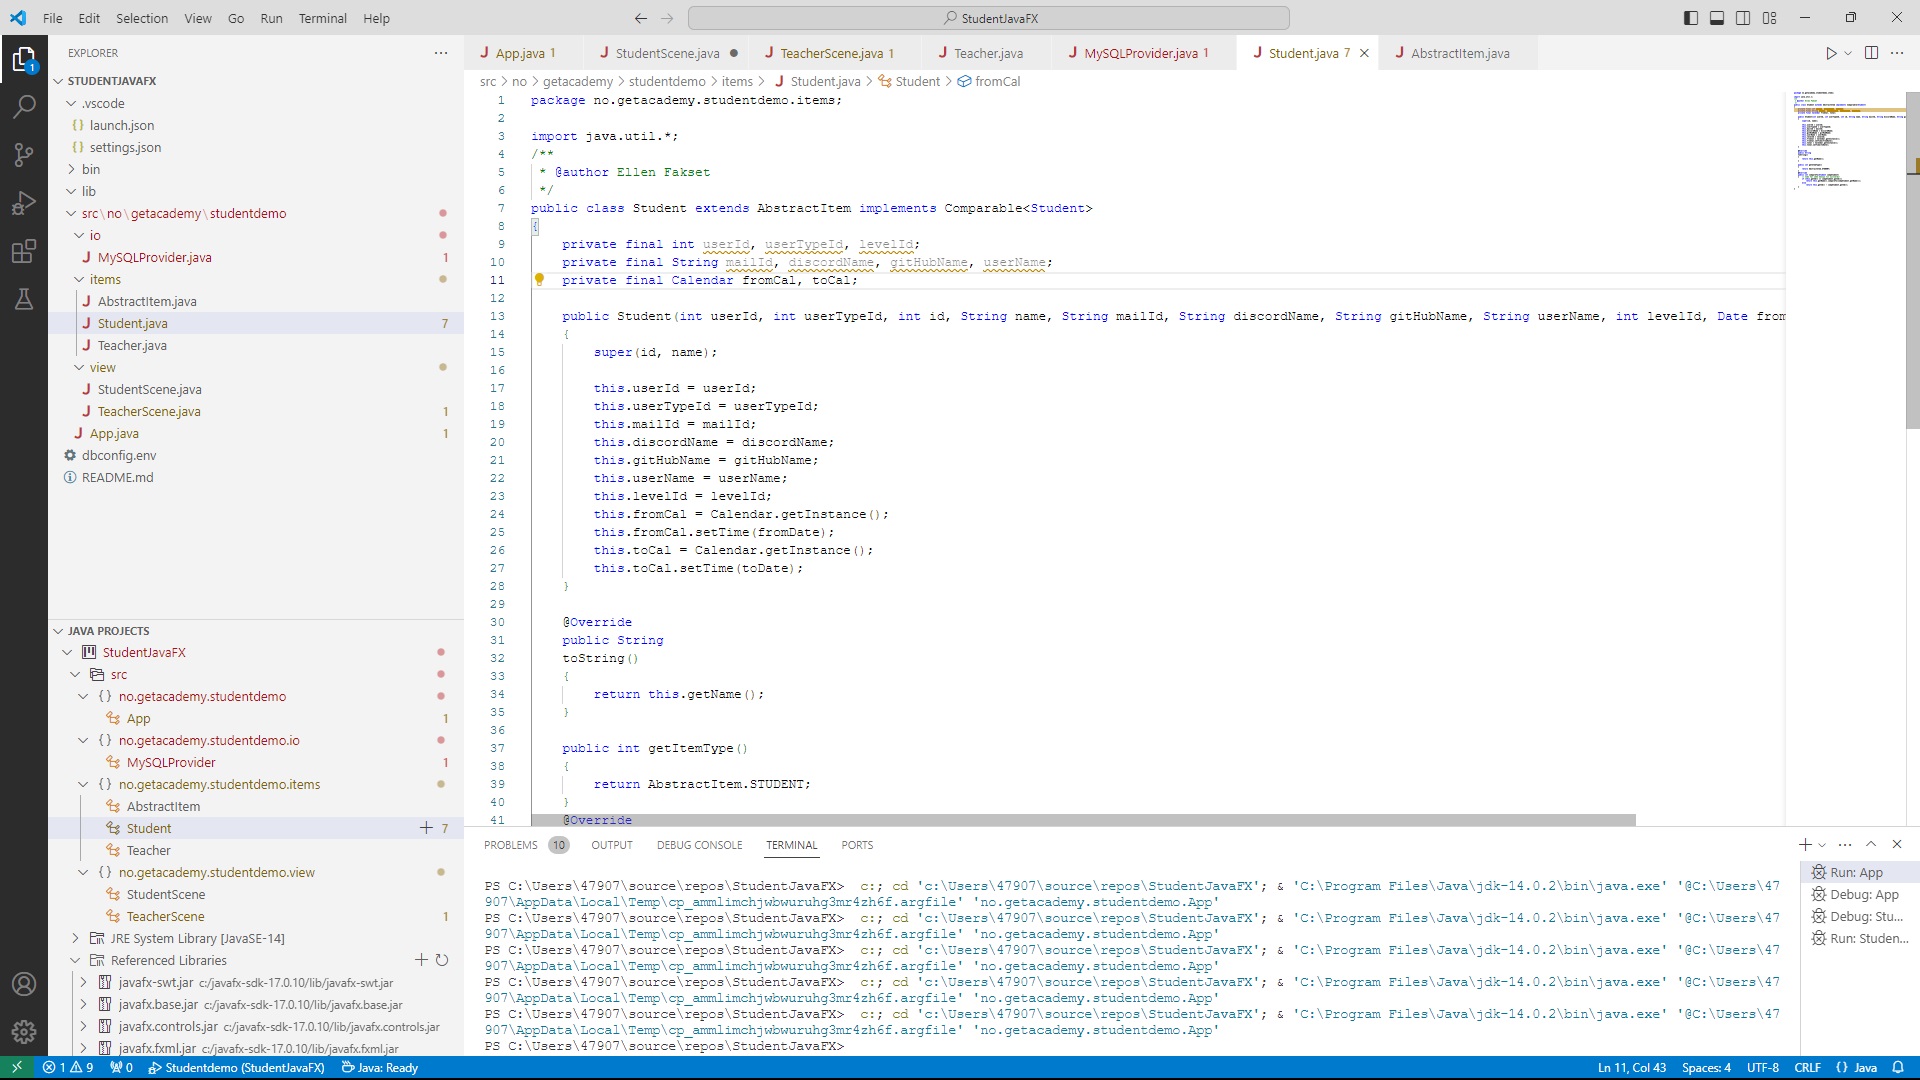 File Edit Selection View Go Run Terminal Help
StudentJavaFX
EXPLORER
STUDENTJAVAFX
.vscode
{} launch.json
{} settings.json
bin
lib
src\no\getacademy\studentdemo
io
J MySQLProvider.java 1
items
J AbstractItem.java
J Student.java 7
J Teacher.java
view
J StudentScene.java
J TeacherScene.java 1
J App.java 1
dbconfig.env
README.md
JAVA PROJECTS
StudentJavaFX
src
{} no.getacademy.studentdemo
App 1
{} no.getacademy.studentdemo.io
MySQLProvider 1
{} no.getacademy.studentdemo.items
AbstractItem
Student 7
Teacher
{} no.getacademy.studentdemo.view
StudentScene
TeacherScene 1
JRE System Library [JavaSE-14]
Referenced Libraries
javafx-swt.jar c:/javafx-sdk-17.0.10/lib/javafx-swt.jar
javafx.base.jar c:/javafx-sdk-17.0.10/lib/javafx.base.jar
javafx.controls.jar c:/javafx-sdk-17.0.10/lib/javafx.controls.jar
javafx.fxml.jar c:/javafx-sdk-17.0.10/lib/javafx.fxml.jar
J App.java 1 J StudentScene.java J TeacherScene.java 1 J Teacher.java J MySQLProvider.java 1 J Student.java 7 J AbstractItem.java
src > no > getacademy > studentdemo > items > J Student.java > Student > fromCal
1 package no.getacademy.studentdemo.items;
2
3 import java.util.*;
4 /**
5 * @author Ellen Fakset
6 */
7 public class Student extends AbstractItem implements Comparable<Student>
8 {
9 private final int userId, userTypeId, levelId;
10 private final String mailId, discordName, gitHubName, userName;
11 private final Calendar fromCal, toCal;
12
13 public Student(int userId, int userTypeId, int id, String name, String mailId, String discordName, String gitHubName, String userName, int levelId, Date from
14 {
15 super(id, name);
16
17 this.userId = userId;
18 this.userTypeId = userTypeId;
19 this.mailId = mailId;
20 this.discordName = discordName;
21 this.gitHubName = gitHubName;
22 this.userName = userName;
23 this.levelId = levelId;
24 this.fromCal = Calendar.getInstance();
25 this.fromCal.setTime(fromDate);
26 this.toCal = Calendar.getInstance();
27 this.toCal.setTime(toDate);
28 }
29
30 @Override
31 public String
32 toString()
33 {
34 return this.getName();
35 }
36
37 public int getItemType()
38 {
39 return AbstractItem.STUDENT;
40 }
41 @Override
PROBLEMS 10 OUTPUT DEBUG CONSOLE TERMINAL PORTS
PS C:\Users\47907\source\repos\StudentJavaFX> c:; cd 'c:\Users\47907\source\repos\StudentJavaFX'; & 'C:\Program Files\Java\jdk-14.0.2\bin\java.exe' '@C:\Users\47
907\AppData\Local\Temp\cp_ammlimchjwbwuruhg3mr4zh6f.argfile' 'no.getacademy.studentdemo.App'
PS C:\Users\47907\source\repos\StudentJavaFX> c:; cd 'c:\Users\47907\source\repos\StudentJavaFX'; & 'C:\Program Files\Java\jdk-14.0.2\bin\java.exe' '@C:\Users\47
907\AppData\Local\Temp\cp_ammlimchjwbwuruhg3mr4zh6f.argfile' 'no.getacademy.studentdemo.App'
PS C:\Users\47907\source\repos\StudentJavaFX> c:; cd 'c:\Users\47907\source\repos\StudentJavaFX'; & 'C:\Program Files\Java\jdk-14.0.2\bin\java.exe' '@C:\Users\47
907\AppData\Local\Temp\cp_ammlimchjwbwuruhg3mr4zh6f.argfile' 'no.getacademy.studentdemo.App'
PS C:\Users\47907\source\repos\StudentJavaFX> c:; cd 'c:\Users\47907\source\repos\StudentJavaFX'; & 'C:\Program Files\Java\jdk-14.0.2\bin\java.exe' '@C:\Users\47
907\AppData\Local\Temp\cp_ammlimchjwbwuruhg3mr4zh6f.argfile' 'no.getacademy.studentdemo.App'
PS C:\Users\47907\source\repos\StudentJavaFX> c:; cd 'c:\Users\47907\source\repos\StudentJavaFX'; & 'C:\Program Files\Java\jdk-14.0.2\bin\java.exe' '@C:\Users\47
907\AppData\Local\Temp\cp_ammlimchjwbwuruhg3mr4zh6f.argfile' 'no.getacademy.studentdemo.App'
PS C:\Users\47907\source\repos\StudentJavaFX>
Run: App
Debug: App
Debug: Stu...
Run: Studen...
1 9 0 Studentdemo (StudentJavaFX) Java: Ready Ln 11, Col 43 Spaces: 4 UTF-8 CRLF {} Java